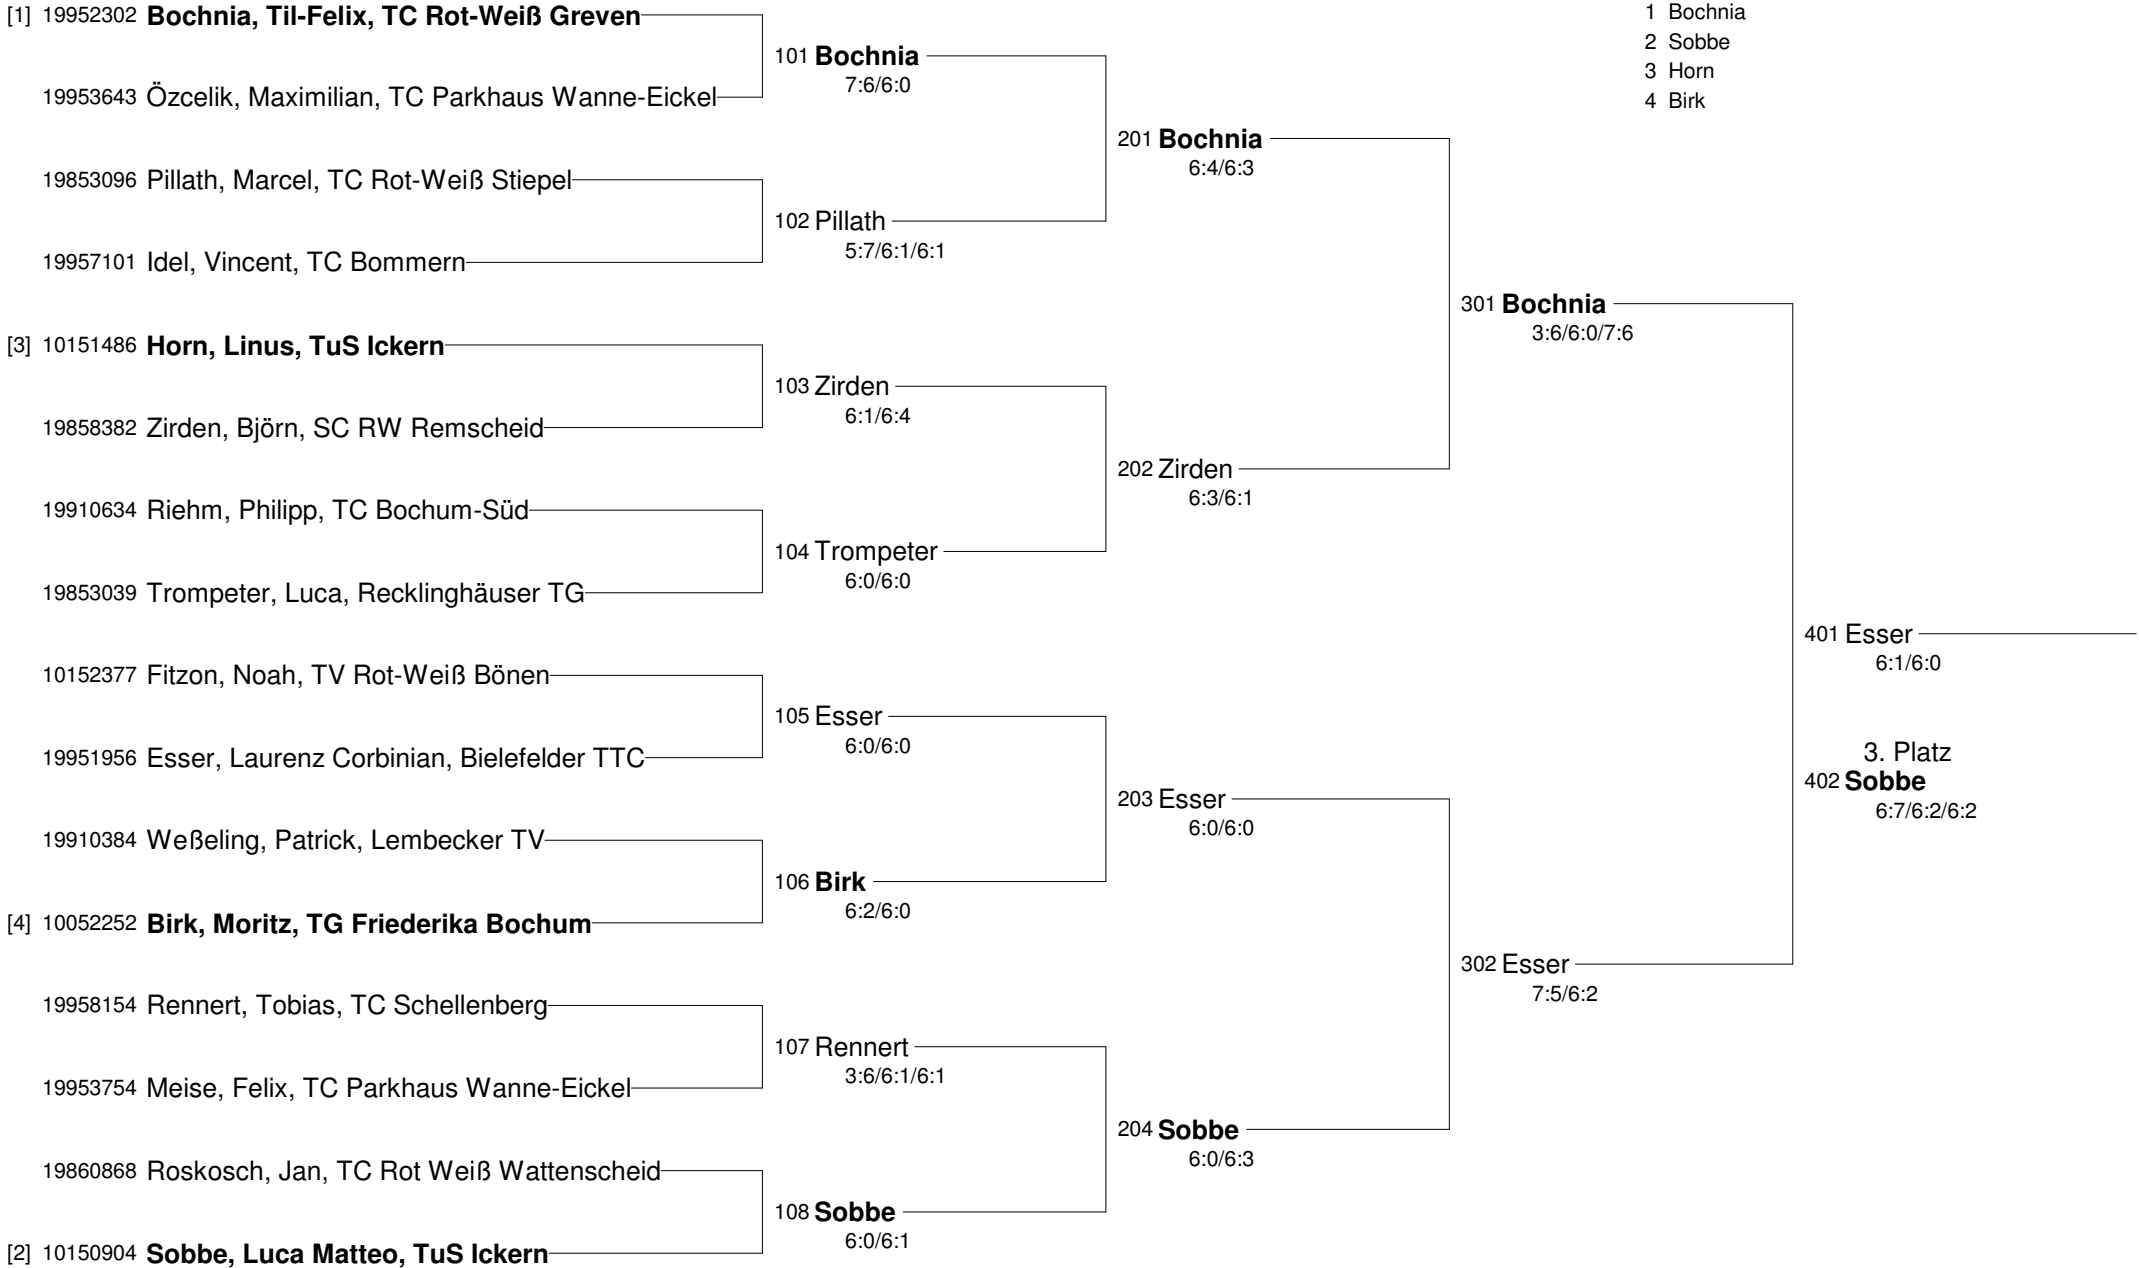 [1] 19952302 Bochnia, Til-Felix, TC Rot-Weiß Greven
19953643 Özcelik, Maximilian, TC Parkhaus Wanne-Eickel
19853096 Pillath, Marcel, TC Rot-Weiß Stiepel
19957101 Idel, Vincent, TC Bommern
[3] 10151486 Horn, Linus, TuS Ickern
19858382 Zirden, Björn, SC RW Remscheid
19910634 Riehm, Philipp, TC Bochum-Süd
19853039 Trompeter, Luca, Recklinghäuser TG
10152377 Fitzon, Noah, TV Rot-Weiß Bönen
19951956 Esser, Laurenz Corbinian, Bielefelder TTC
19910384 Weßeling, Patrick, Lembecker TV
[4] 10052252 Birk, Moritz, TG Friederika Bochum
19958154 Rennert, Tobias, TC Schellenberg
19953754 Meise, Felix, TC Parkhaus Wanne-Eickel
19860868 Roskosch, Jan, TC Rot Weiß Wattenscheid
[2] 10150904 Sobbe, Luca Matteo, TuS Ickern
101 Bochnia
7:6/6:0
102 Pillath
5:7/6:1/6:1
103 Zirden
6:1/6:4
104 Trompeter
6:0/6:0
105 Esser
6:0/6:0
106 Birk
6:2/6:0
107 Rennert
3:6/6:1/6:1
108 Sobbe
6:0/6:1
201 Bochnia
6:4/6:3
202 Zirden
6:3/6:1
203 Esser
6:0/6:0
204 Sobbe
6:0/6:3
301 Bochnia
3:6/6:0/7:6
302 Esser
7:5/6:2
401 Esser
6:1/6:0
3. Platz
402 Sobbe
6:7/6:2/6:2
1 Bochnia
2 Sobbe
3 Horn
4 Birk